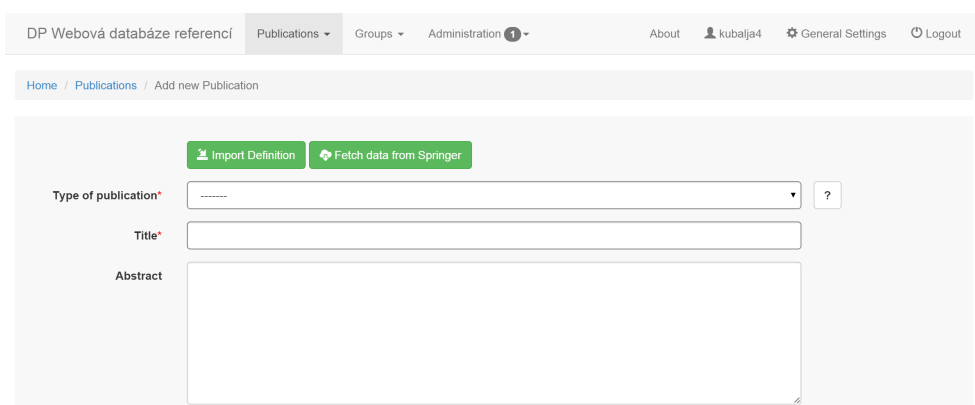 DP Webová databáze referencí Publications Groups Administration 1 About kubalja4 General Settings Logout
Home / Publications / Add new Publication
Import Definition Fetch data from Springer
Type of publication* ------- ?
Title*
Abstract